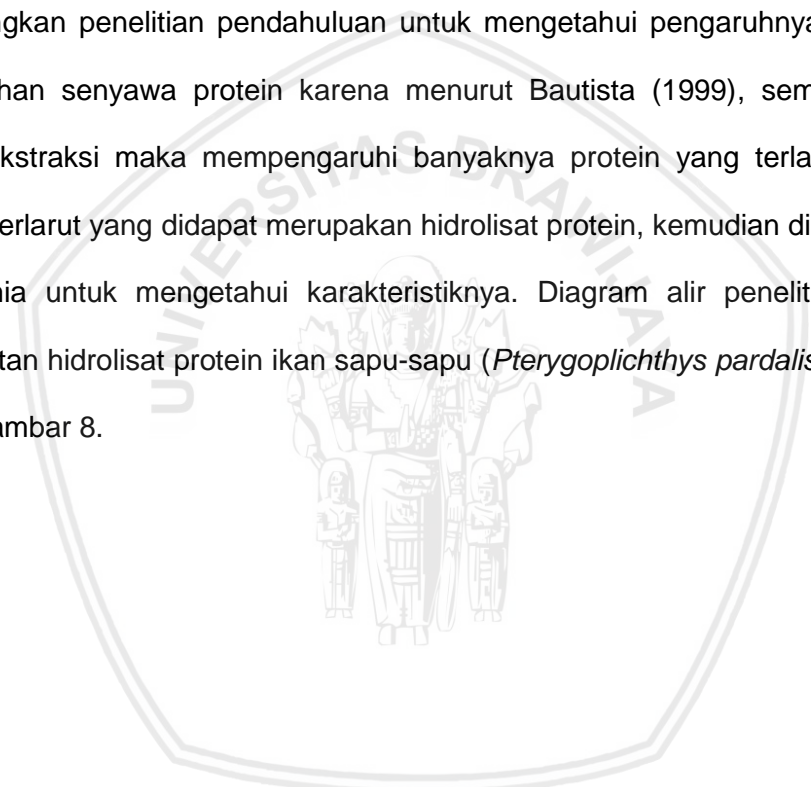 ngkan penelitian pendahuluan untuk mengetahui pengaruhnya
han senyawa protein karena menurut Bautista (1999), sem
kstraksi maka mempengaruhi banyaknya protein yang terla
erlarut yang didapat merupakan hidrolisat protein, kemudian di
nia untuk mengetahui karakteristiknya. Diagram alir penelit
tan hidrolisat protein ikan sapu-sapu (Pterygoplichthys pardalis
ambar 8.
UNIVERSITAS BRAWIJAYA